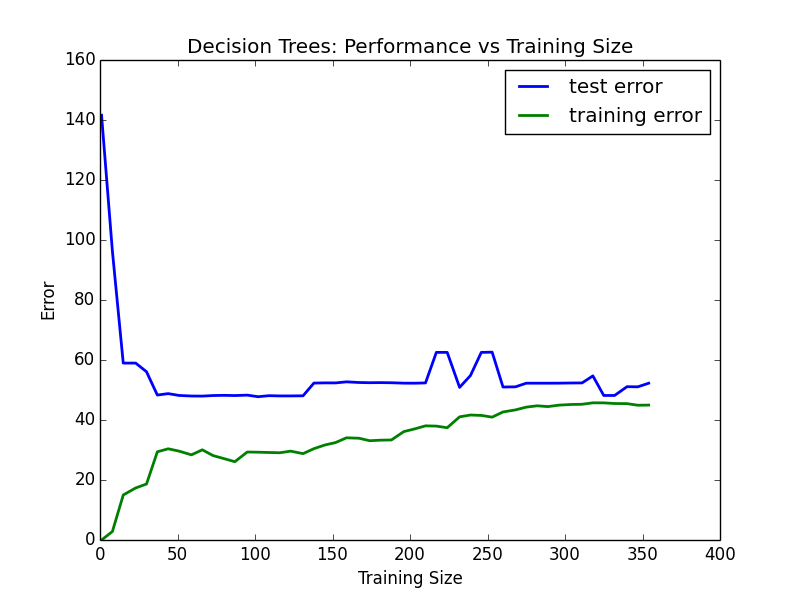 Decision Trees: Performance vs Training Size
160
140
120
100
80
60
40
20
0
Error
test error
training error
0 50 100 150 200 250 300 350 400
Training Size